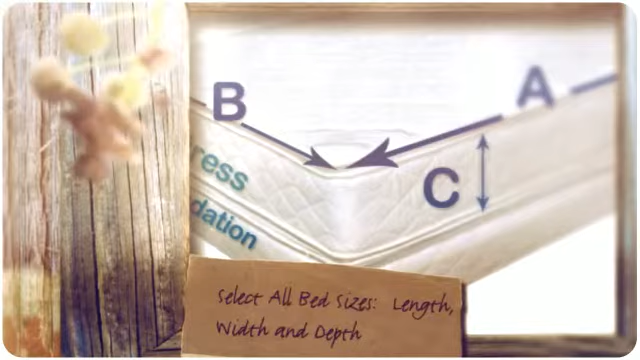 B
A
ress
C
dation
Select All Bed Sizes: Length,
Width and Depth